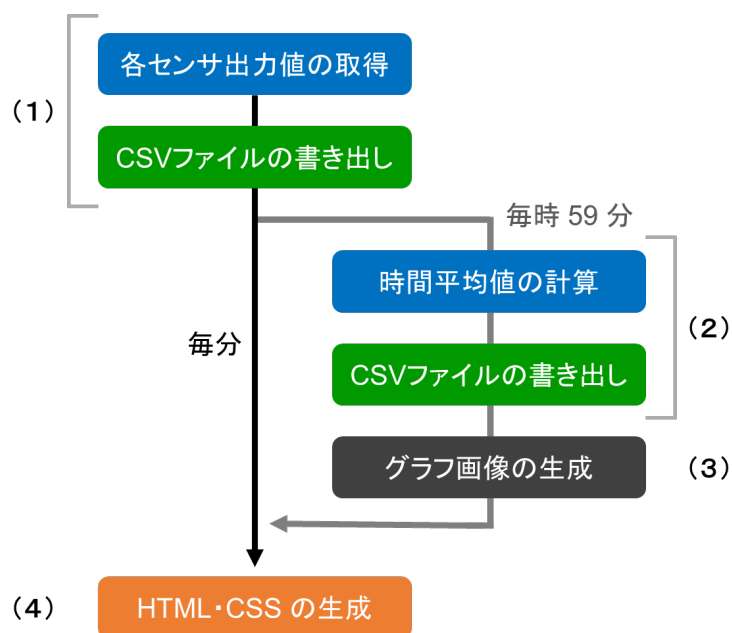 各センサ出力値の取得
（１）
CSVファイルの書き出し
毎時 59 分
時間平均値の計算
（２）
毎分
CSVファイルの書き出し
グラフ画像の生成
（３）
（４）
HTML・CSS の生成